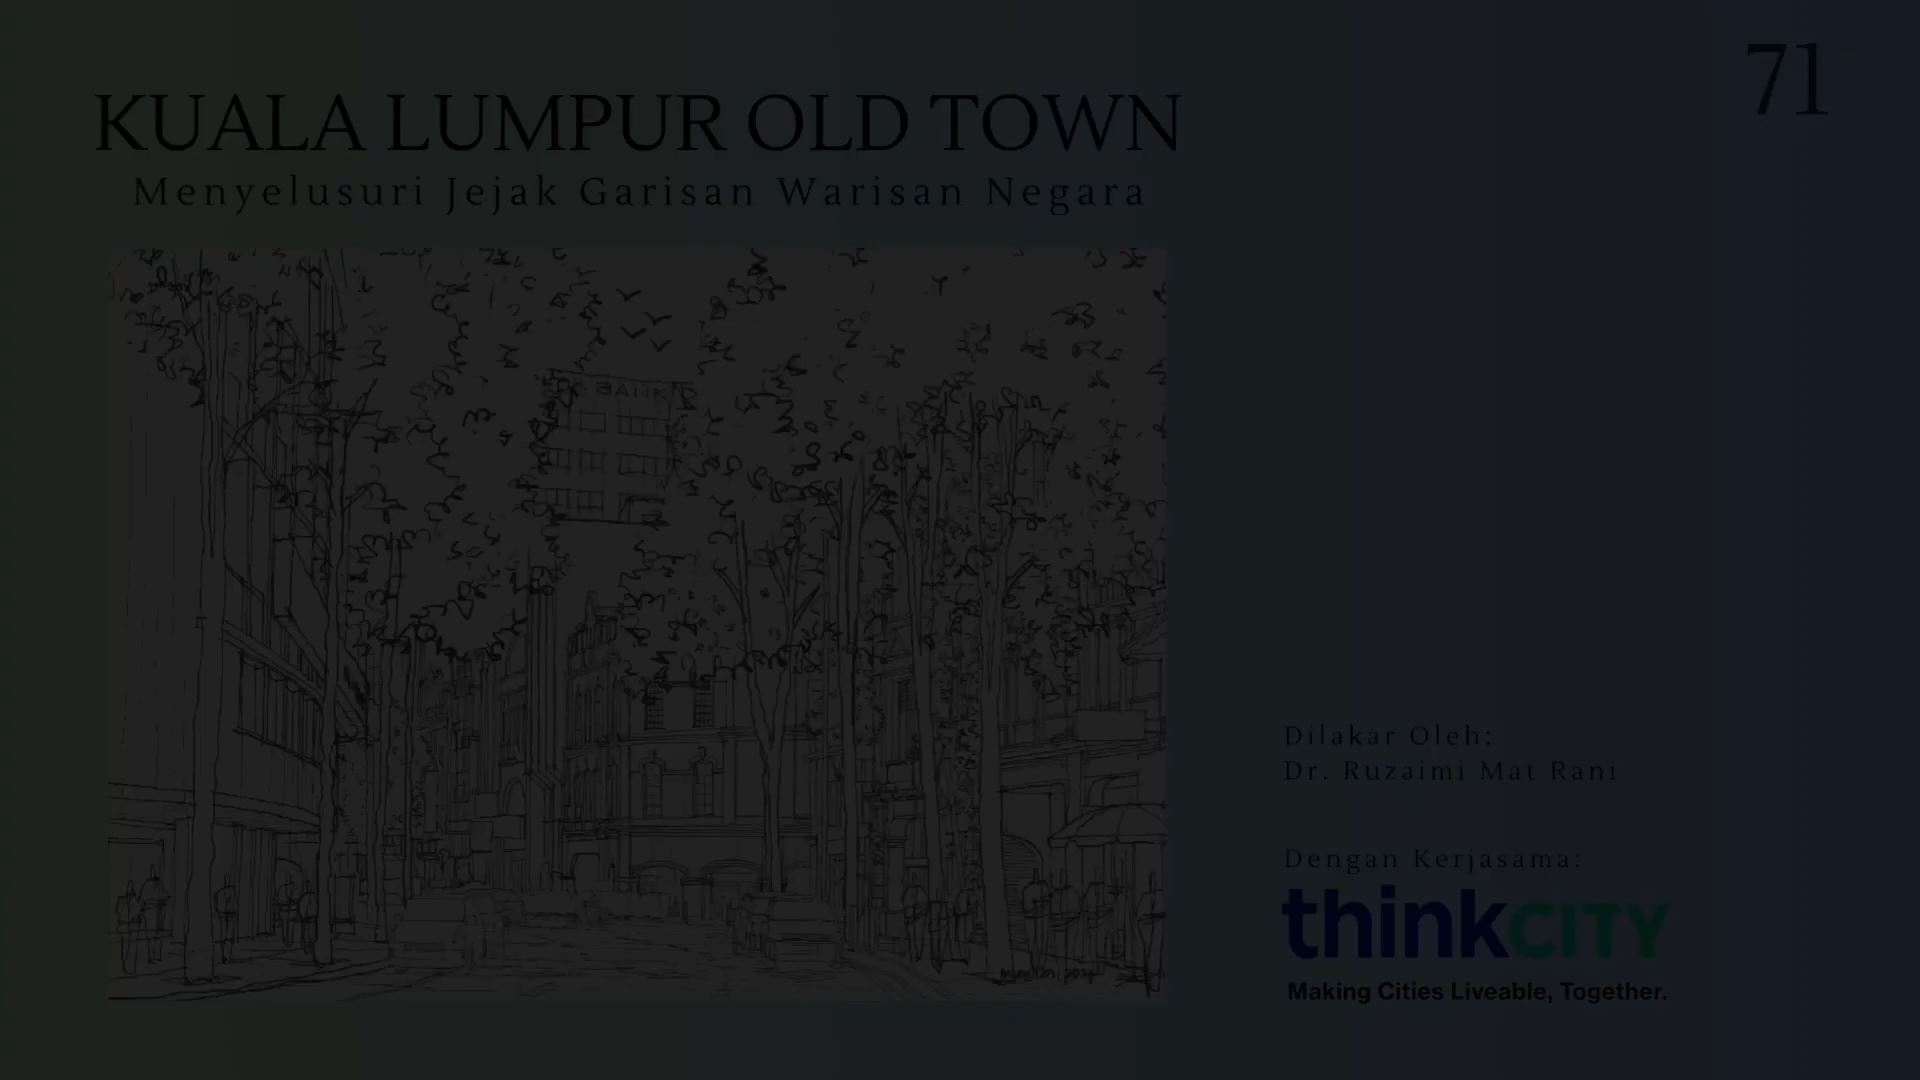 71
KUALA LUMPUR OLD TOWN
Menyelusuri Jejak Garisan Warisan Negara
BANK
Dilakar Oleh:
Dr. Ruzaimi Mat Rani
Dengan Kerjasama:
thinkCITY
Making Cities Liveable, Together.